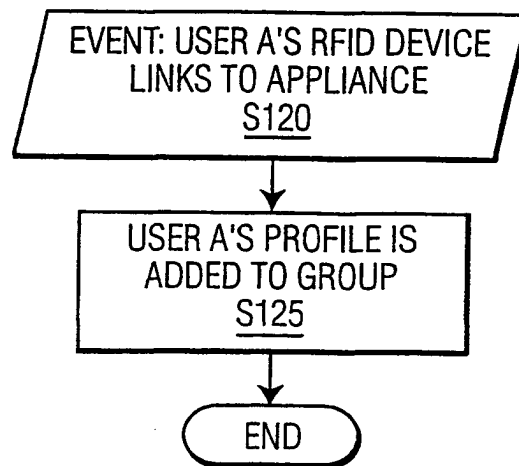 EVENT: USER A'S RFID DEVICE
LINKS TO APPLIANCE
S120
USER A'S PROFILE IS
ADDED TO GROUP
S125
END